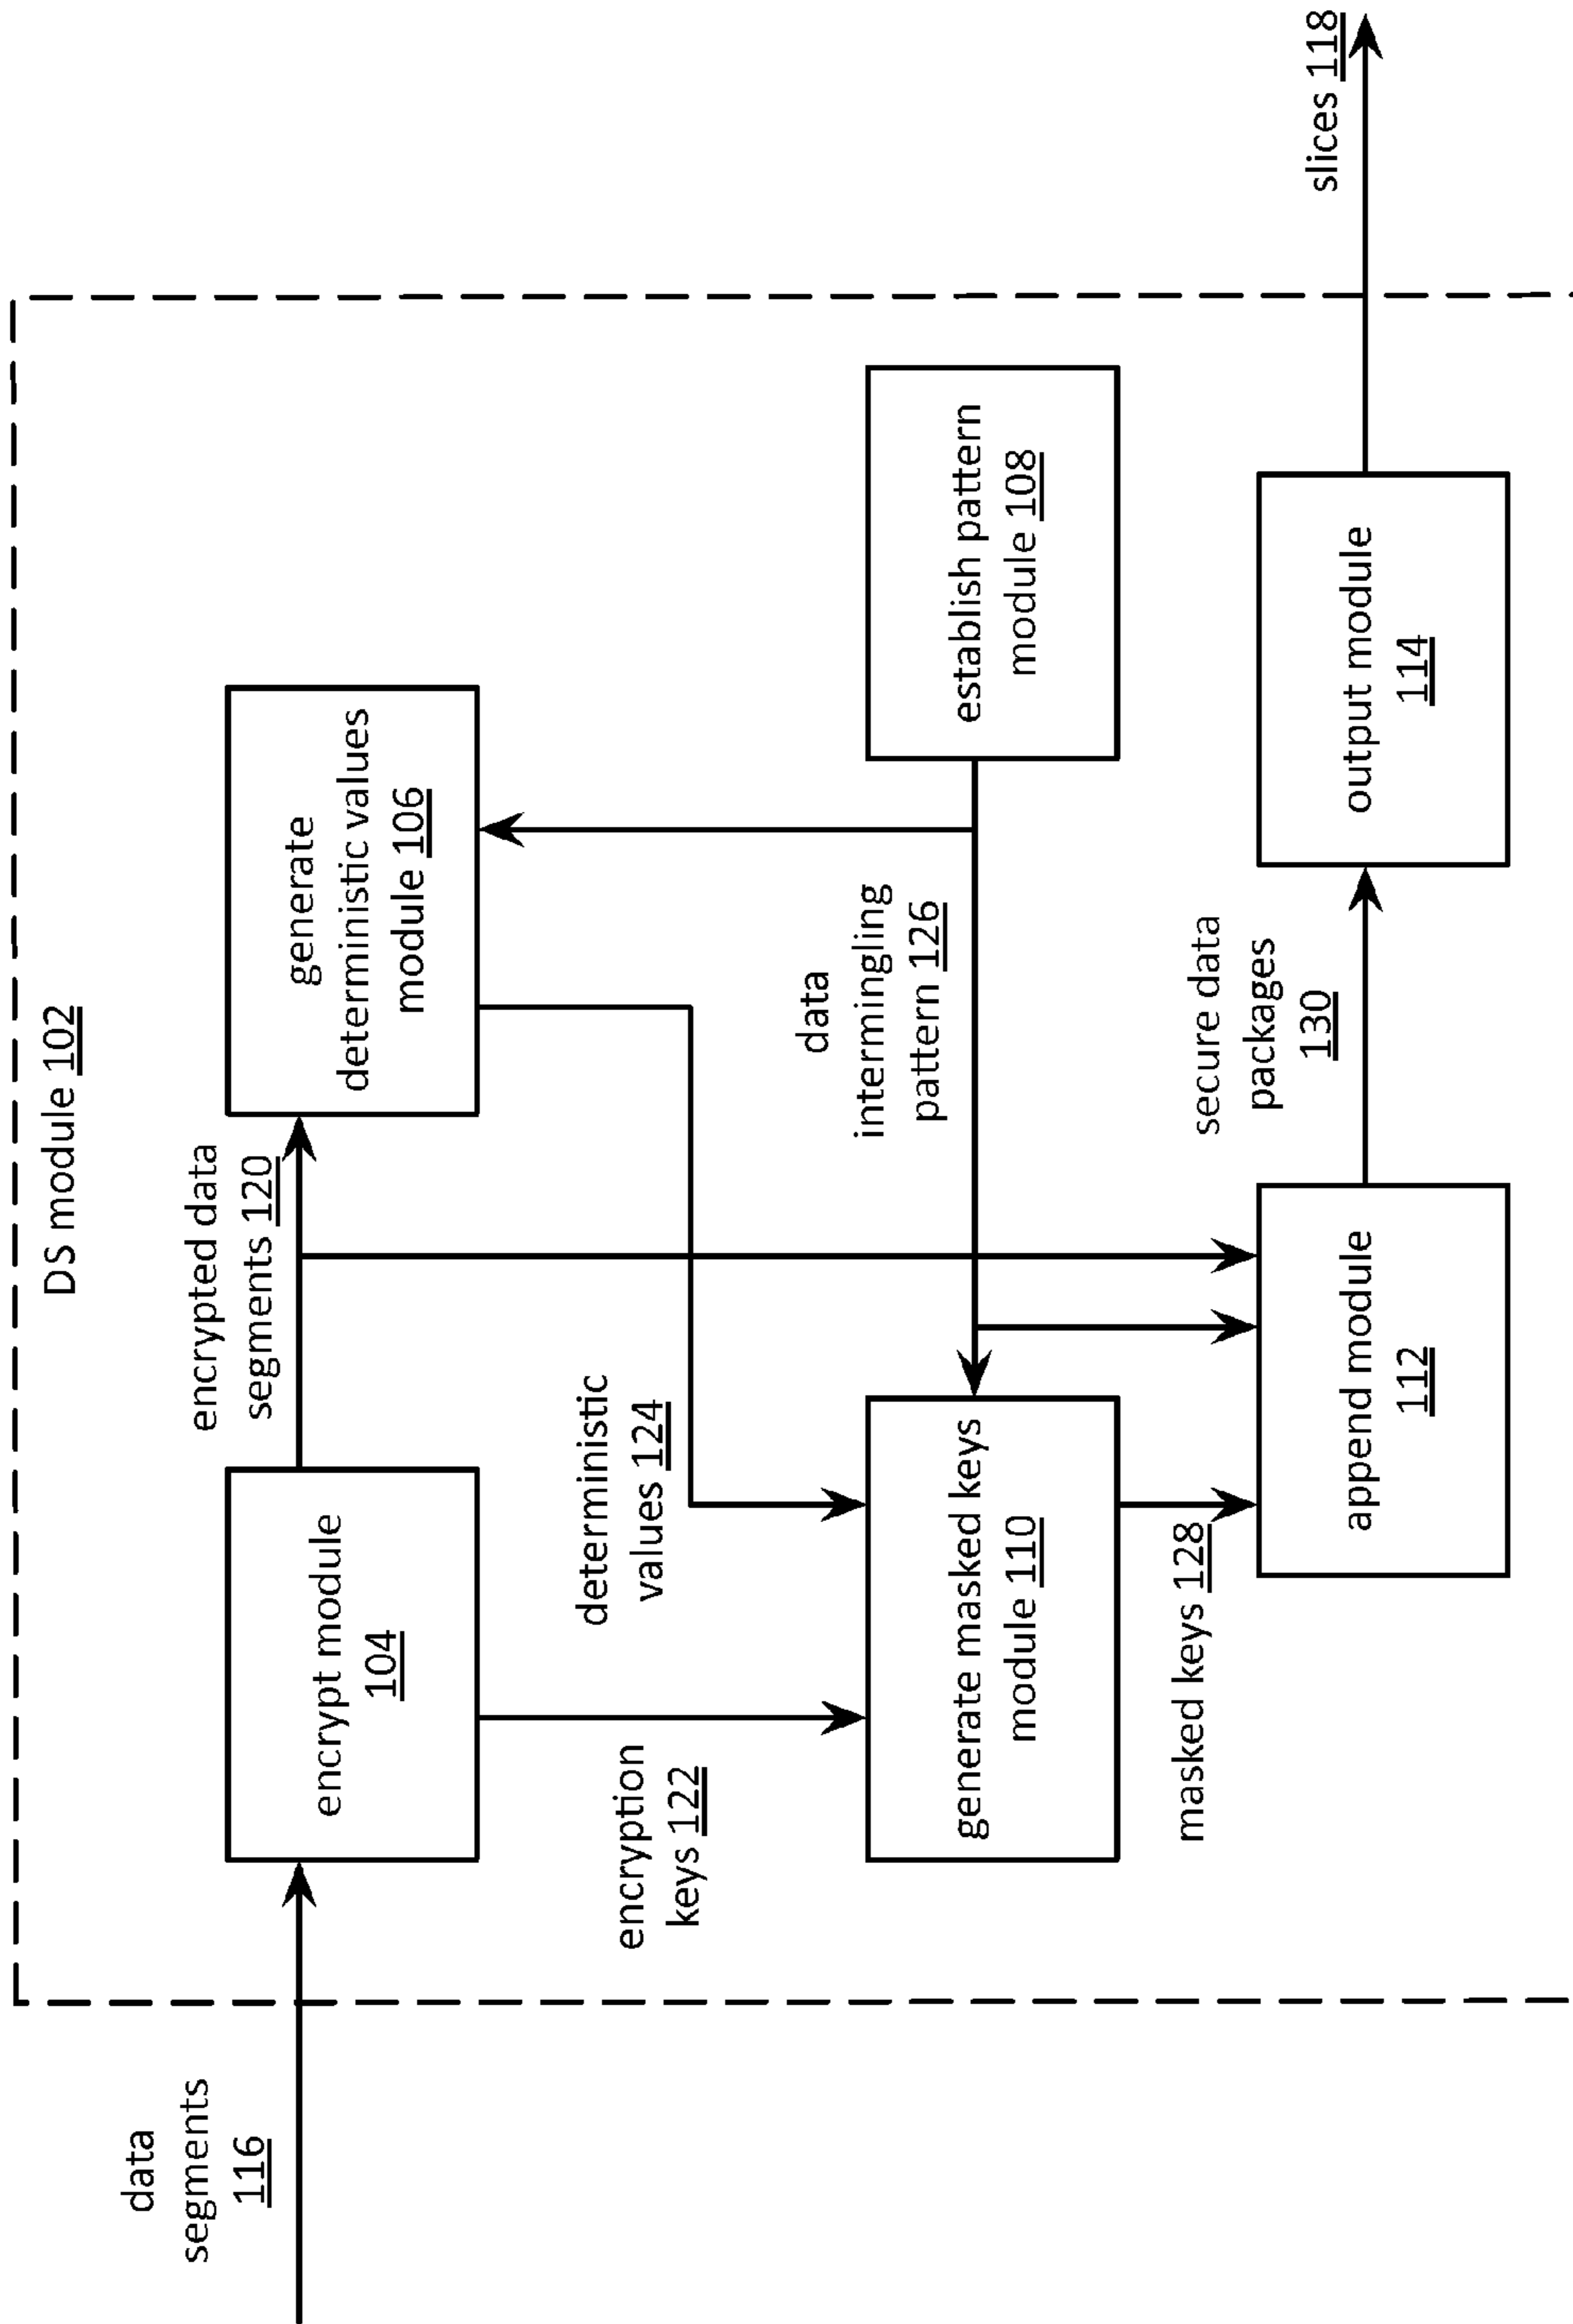 DS module 102
data
segments
116
encrypt module
104
encrypted data
segments 120
generate
deterministic values
module 106
encryption
keys 122
deterministic
values 124
data
intermingling
pattern 126
generate masked keys
module 110
establish pattern
module 108
masked keys 128
append module
112
secure data
packages
130
output module
114
slices 118